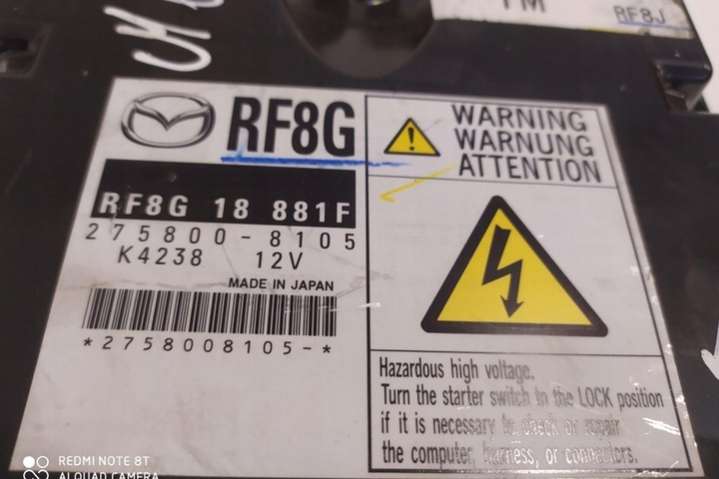 TM
RF8J
RF8G
WARNING
WARNUNG
ATTENTION
RF8G 18 881F
275800-8105
K4238 12V
MADE IN JAPAN
*2758008105-*
Hazardous high voltage.
Turn the starter switch to the LOCK position
if it is necessary to check or repair
the computer, harness, or connectors.
REDMI NOTE 8T
AI QUAD CAMERA